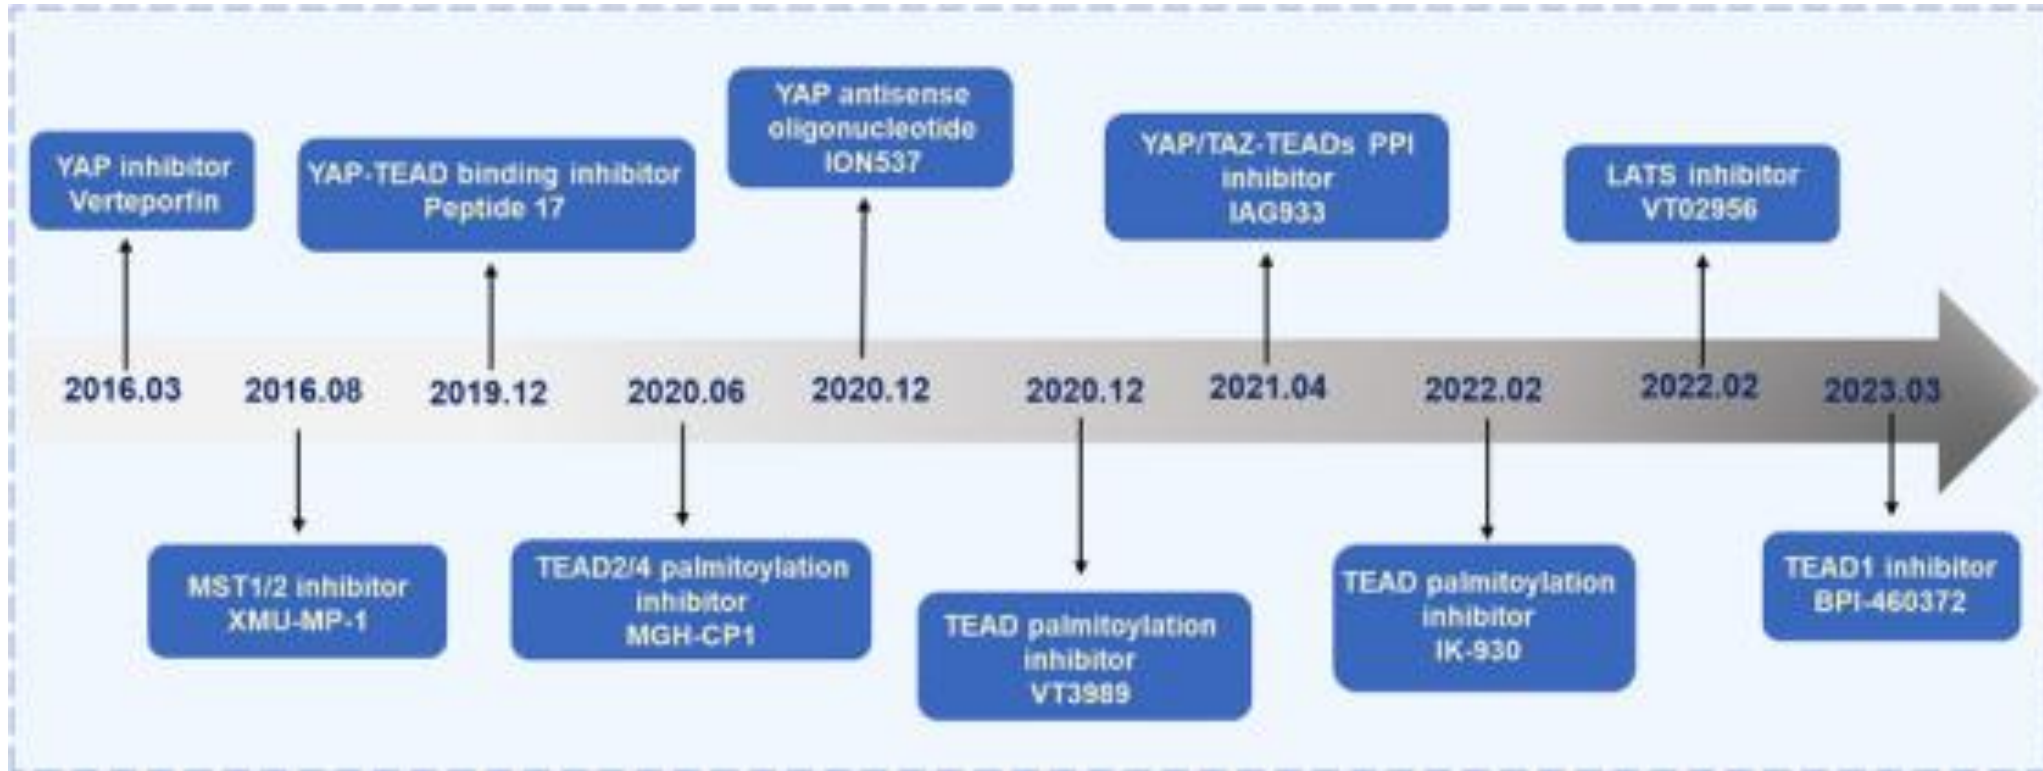 YAP inhibitor
Verteporfin
YAP-TEAD binding inhibitor
Peptide 17
YAP antisense
oligonucleotide
ION537
YAP/TAZ-TEADs PPI
inhibitor
IAG933
LATS inhibitor
VT02956
2016.03
2016.08
2019.12
2020.06
2020.12
2020.12
2021.04
2022.02
2022.02
2023.03
MST1/2 inhibitor
XMU-MP-1
TEAD2/4 palmitoylation
inhibitor
MGH-CP1
TEAD palmitoylation
inhibitor
VT3989
TEAD palmitoylation
inhibitor
IK-930
TEAD1 inhibitor
BPI-460372